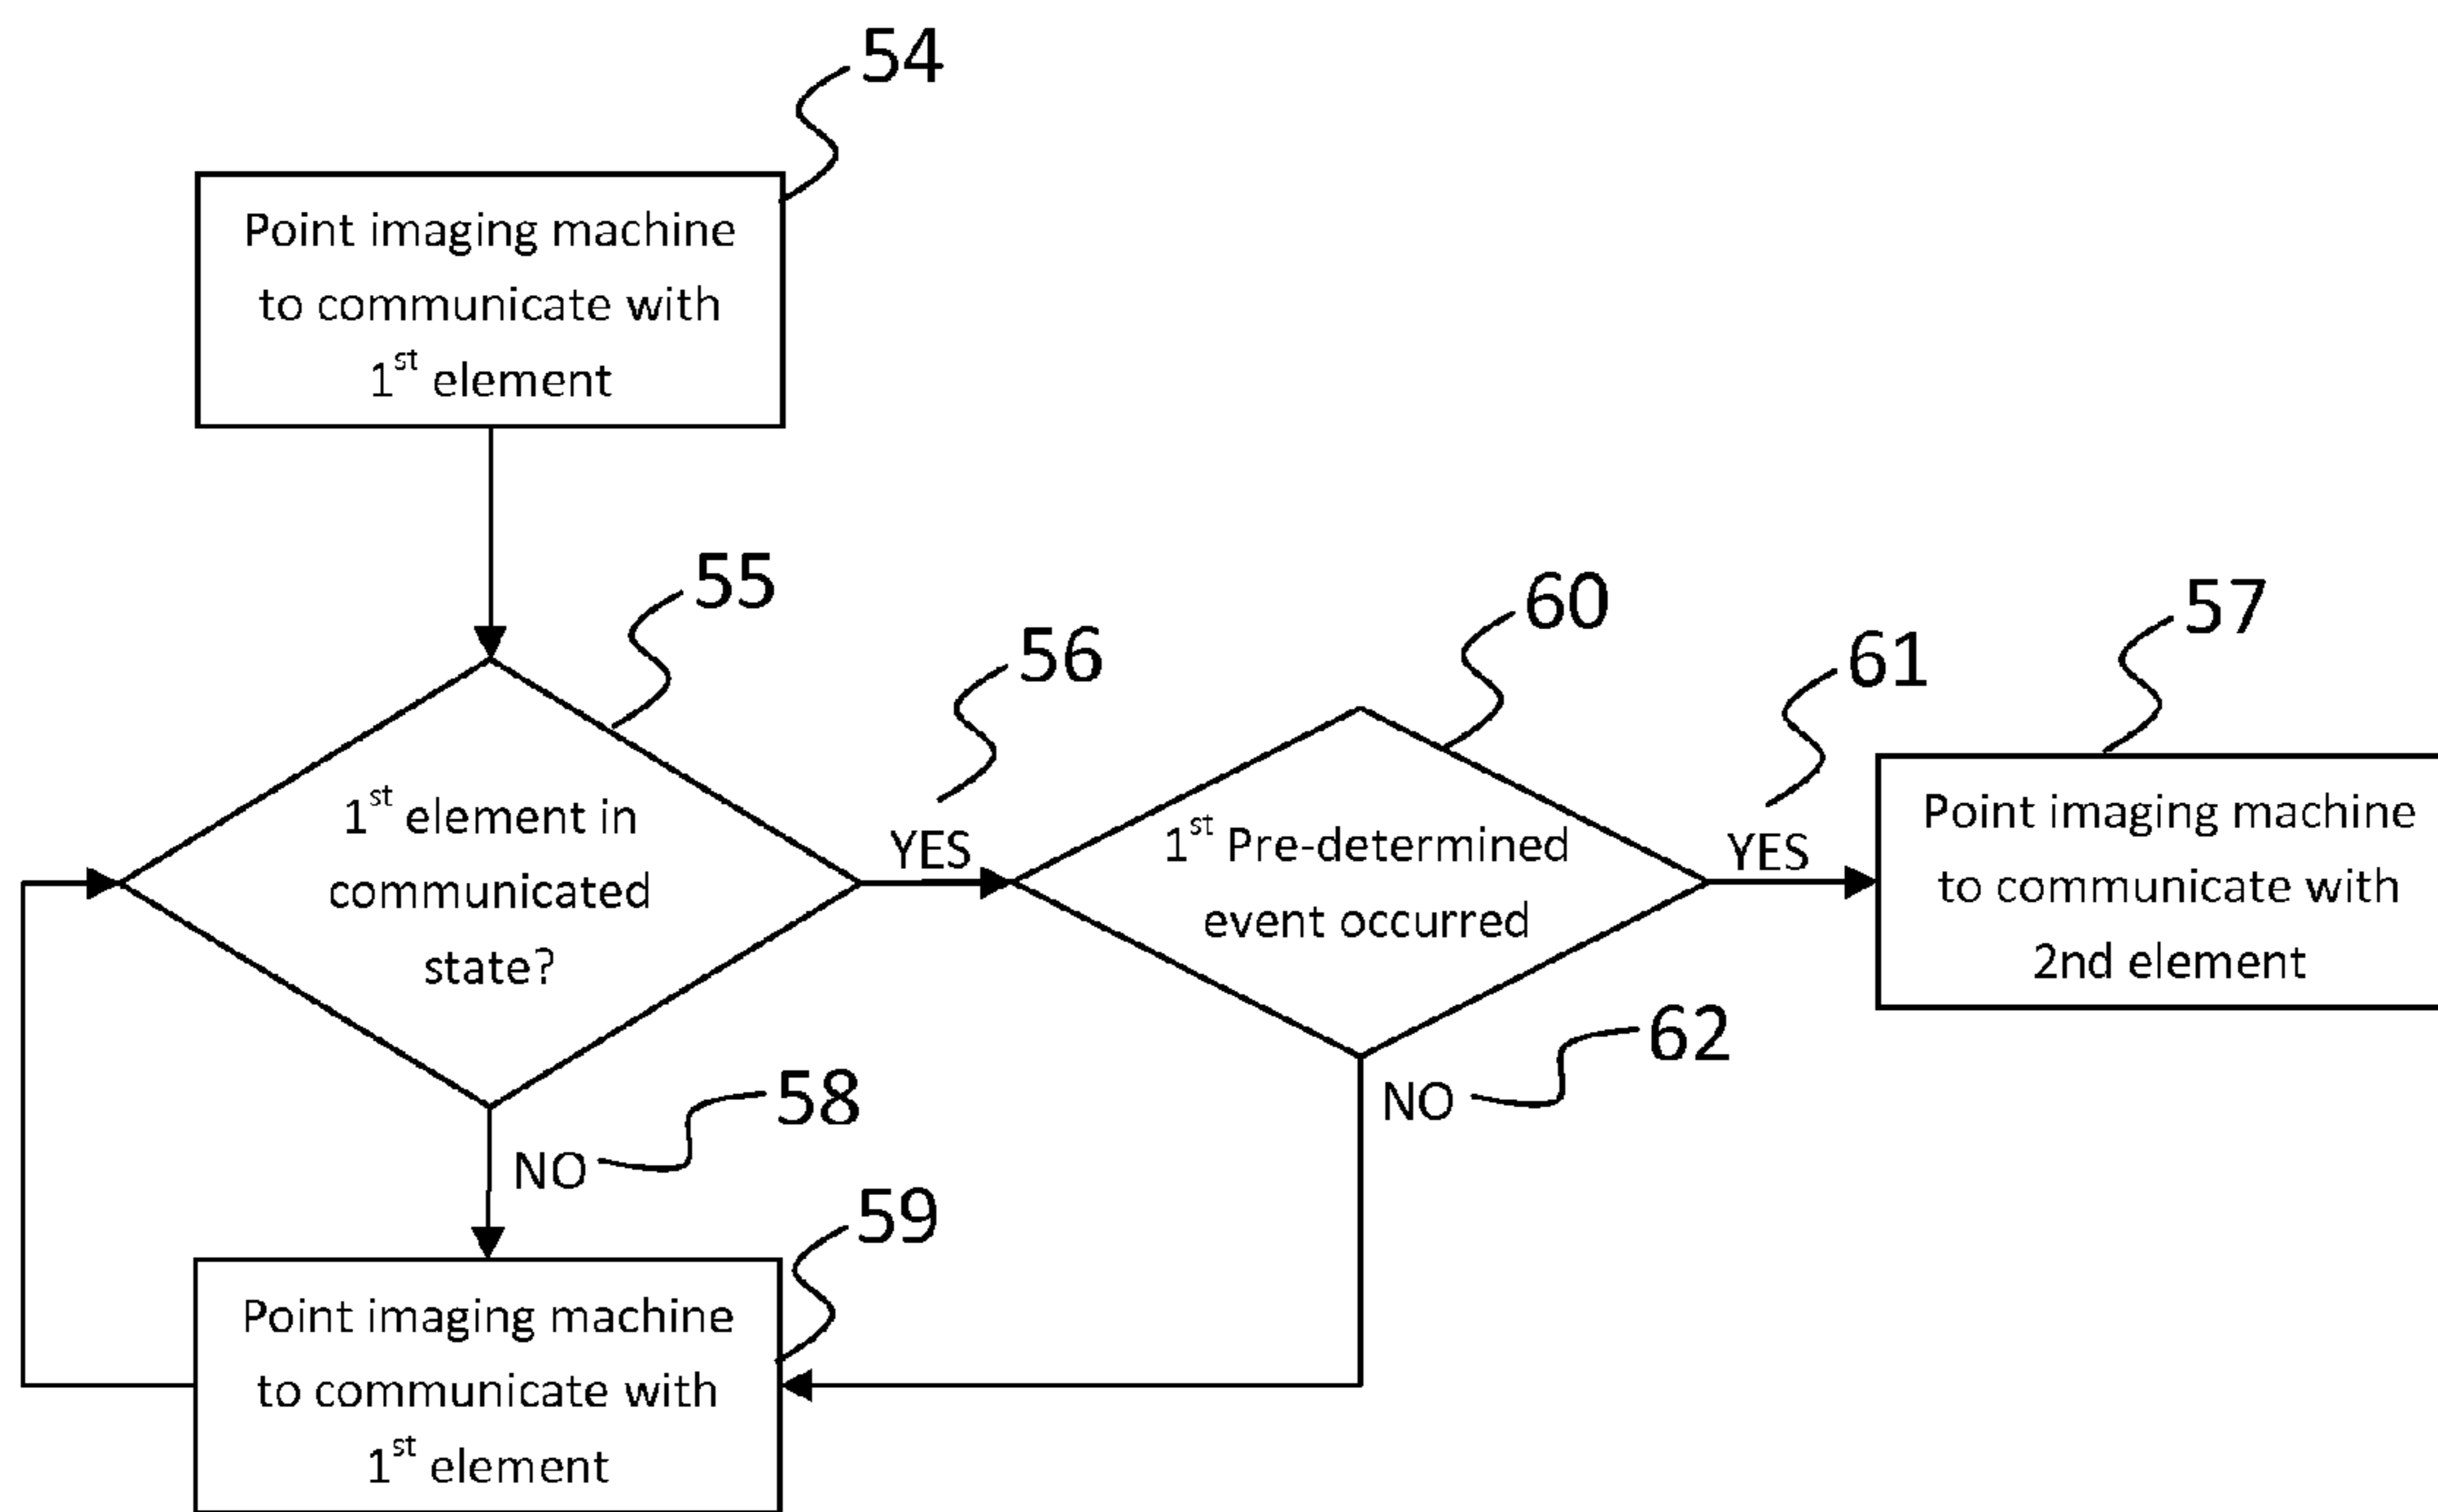 54
Point imaging machine
to communicate with
1st element
55
1st element in
communicated
state?
56
YES
60
1st Pre-determined
event occurred
61
YES
57
Point imaging machine
to communicate with
2nd element
62
NO
58
NO
59
Point imaging machine
to communicate with
1st element